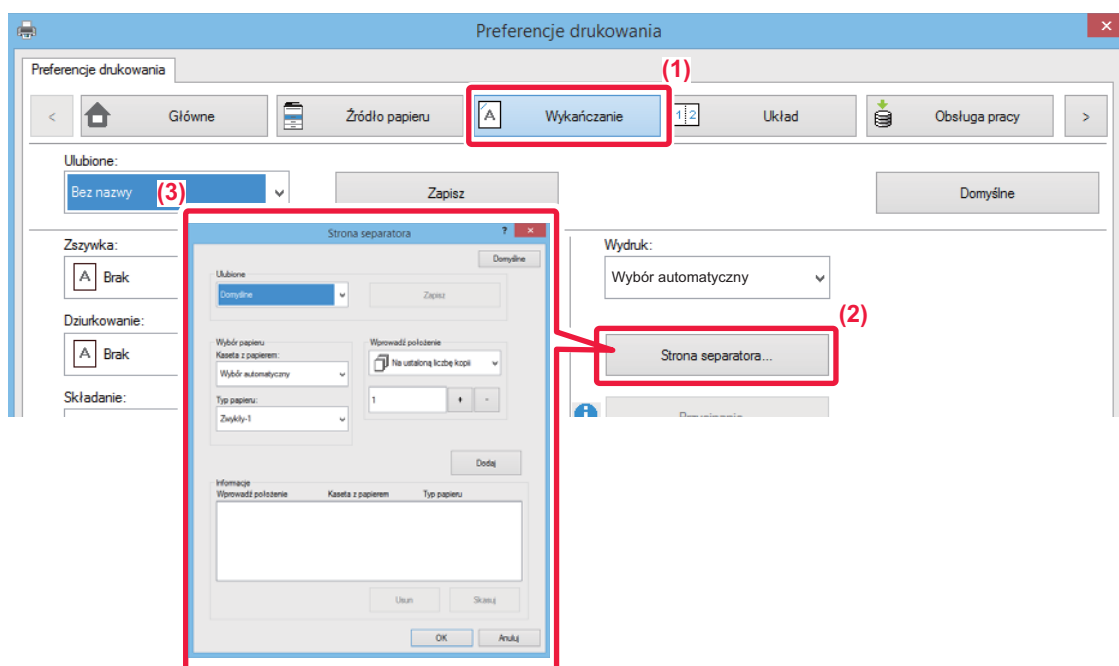 Preferencje drukowania
Preferencje drukowania
(1)
Główne
Źródło papieru
Wykańczanie
1 2
Układ
Obsługa pracy
Ulubione:
Bez nazwy
(3)
Zapisz
Domyślne
Zszywka:
A Brak
Dziurkowanie:
A Brak
Składanie:
Wydruk:
Wybór automatyczny
(2)
Strona separatora...
Strona separatora
Domyślne
Ulubione
Domyślne
Zapisz
Wybór papieru
Kaseta z papierem:
Wybór automatyczny
Typ papieru:
Zwykły-1
Wprowadź położenie
Na ustaloną liczbę kopii
1
+ -
Dodaj
Informacje
Wprowadź położenie Kaseta z papierem Typ papieru
Usuń
Skasuj
OK
Anuluj